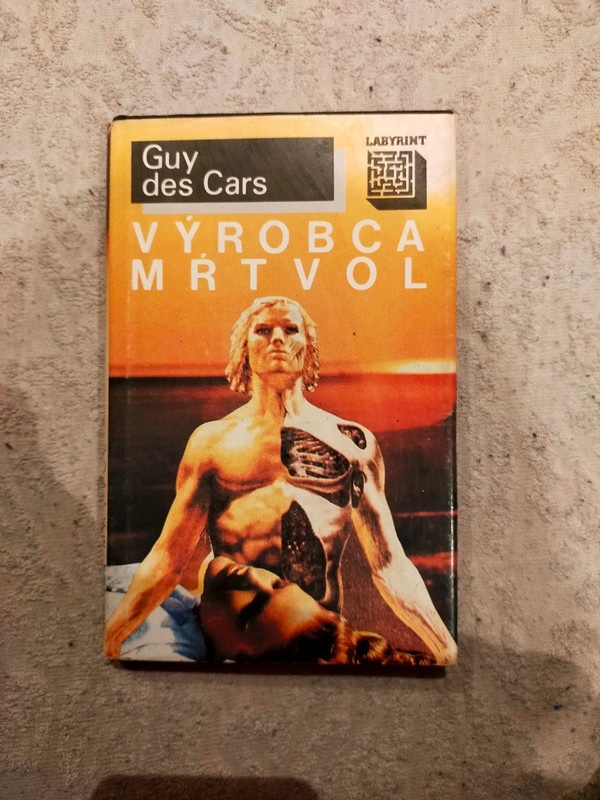 Guy
des Cars
LABYRINT
VÝROBCA
MŔTVOL